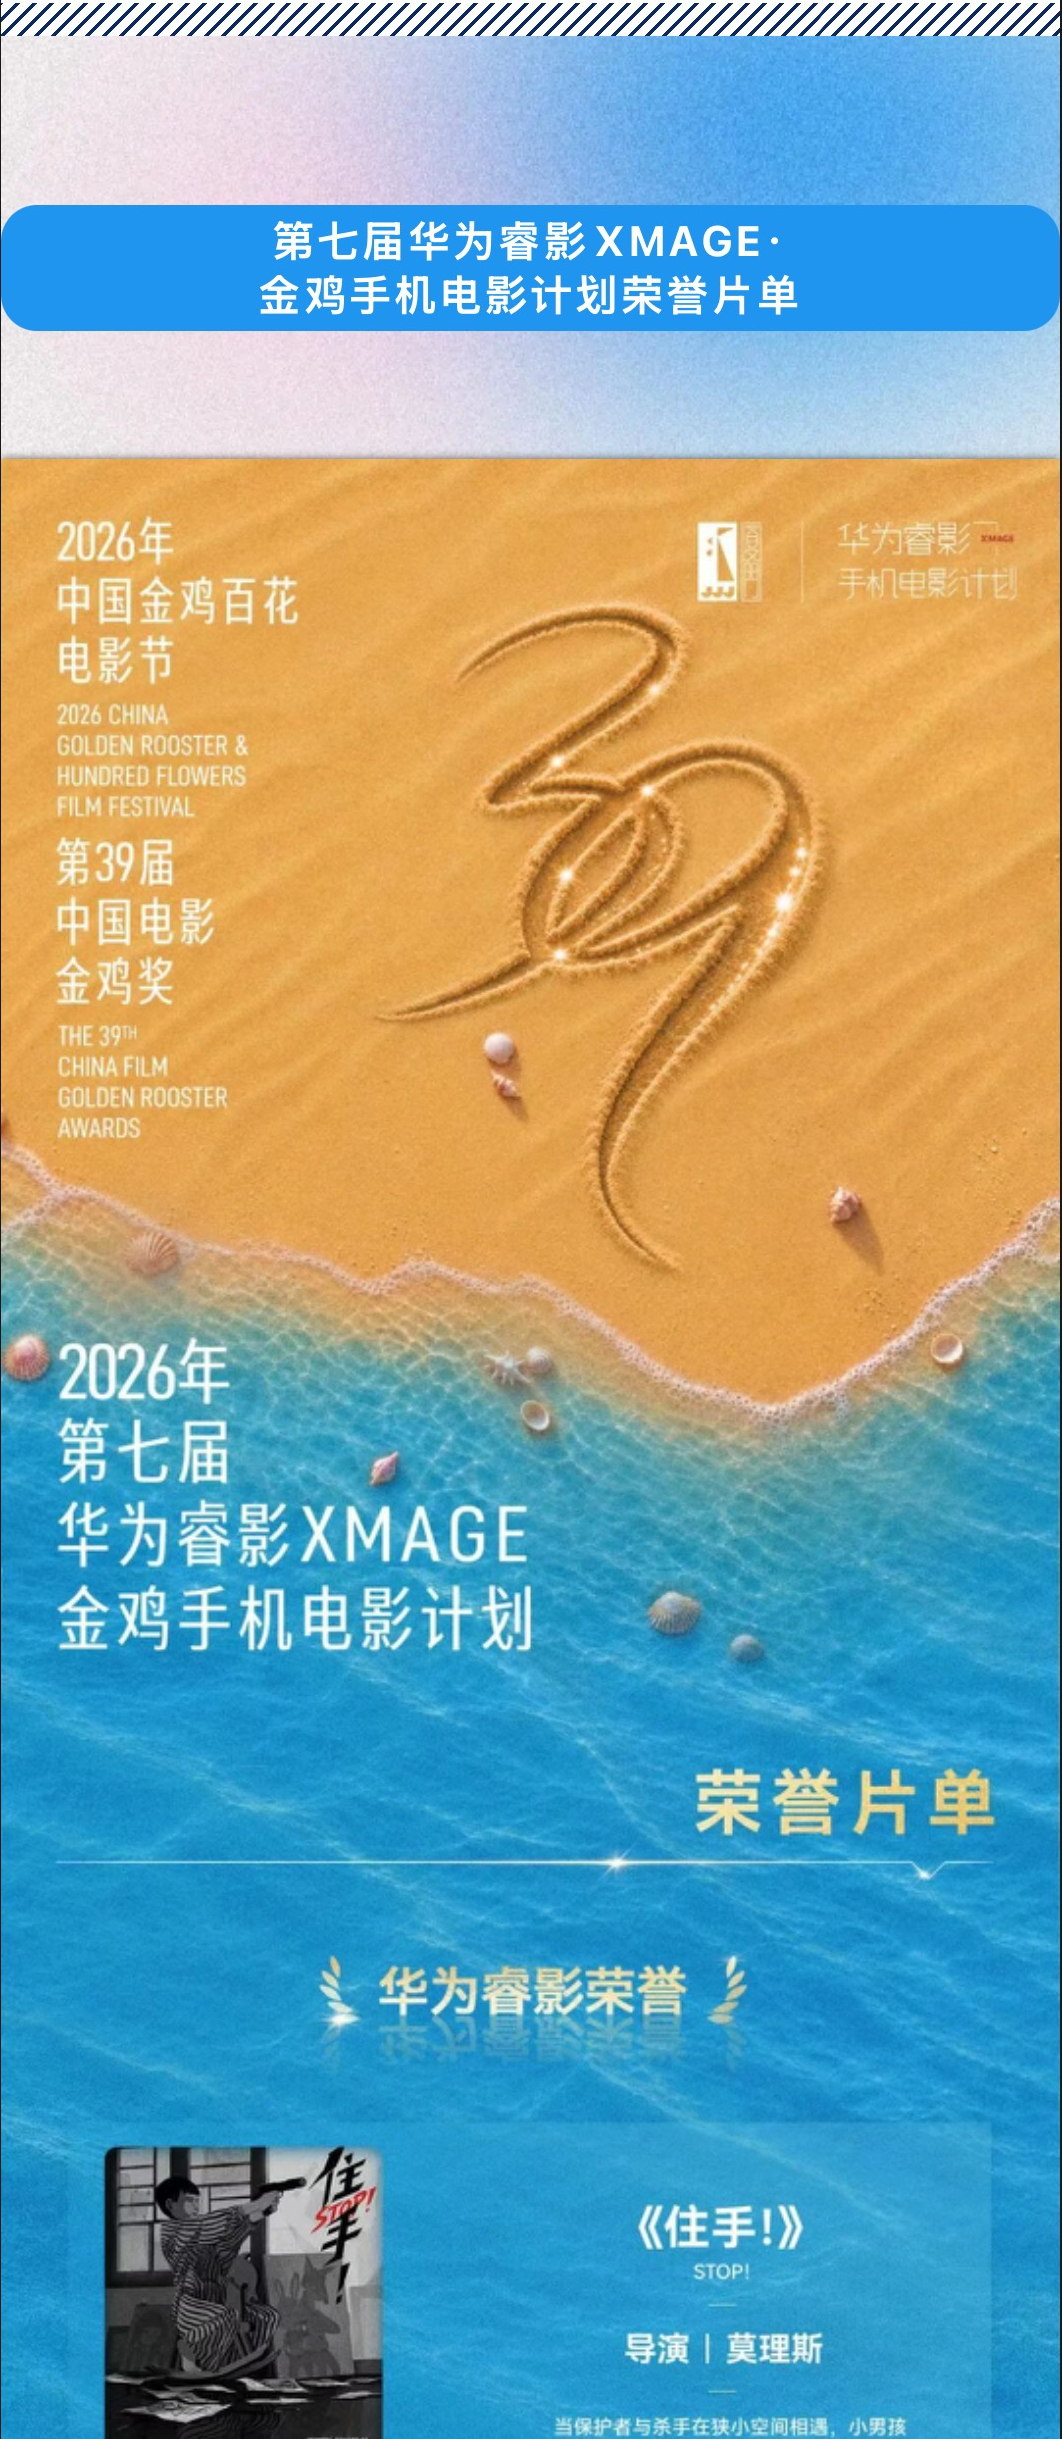 第七届华为睿影XMAGE·
金鸡手机电影计划荣誉片单
2026年
中国金鸡百花
电影节
2026 CHINA
GOLDEN ROOSTER &
HUNDRED FLOWERS
FILM FESTIVAL
第39届
中国电影
金鸡奖
THE 39TH
CHINA FILM
GOLDEN ROOSTER
AWARDS
华为睿影 XMAGE
手机电影计划
39
2026年
第七届
华为睿影XMAGE
金鸡手机电影计划
荣誉片单
华为睿影荣誉
住手！
STOP!
《住手！》
STOP!
导演｜莫理斯
当保护者与杀手在狭小空间相遇，小男孩